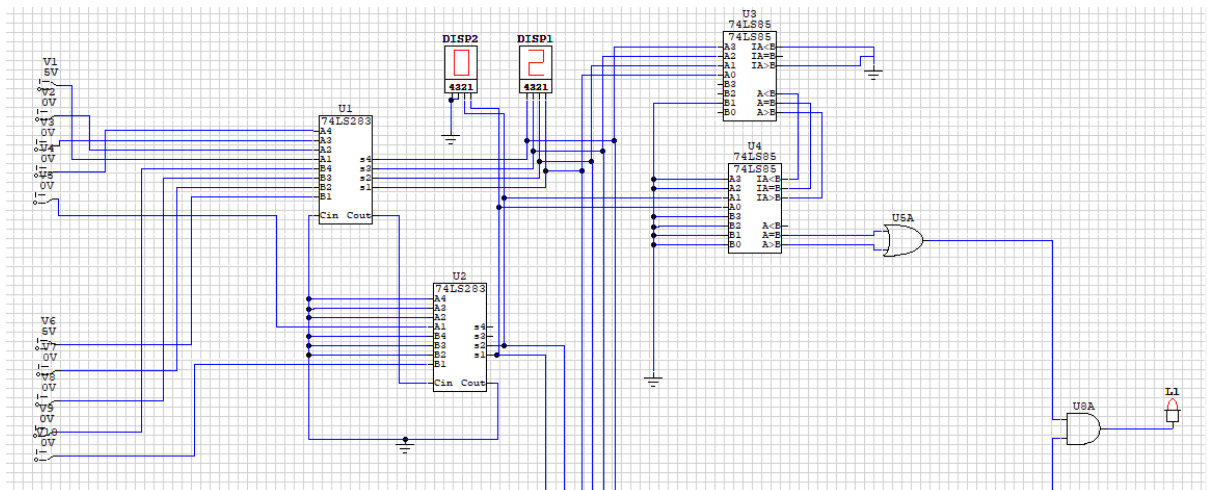 V1
5V
V2
0V
V3
0V
V4
0V
V5
0V
V6
5V
V7
0V
V8
0V
V9
0V
V10
0V
DISP2
4321
DISP1
4321
U1
74LS283
A4
A3
A2
A1
B4
B3
B2
B1
s4
s3
s2
s1
Cin Cout
U2
74LS283
A4
A3
A2
A1
B4
B3
B2
B1
s4
s3
s2
s1
Cin Cout
U3
74LS85
74LS85
A3 IA<B
A2 IA=B
A1 IA>B
A0
B3
B2 A<B
B1 A=B
B0 A>B
U4
74LS85
74LS85
A3 IA<B
A2 IA=B
A1 IA>B
A0
B3
B2 A<B
B1 A=B
B0 A>B
U5A
U8A
L1